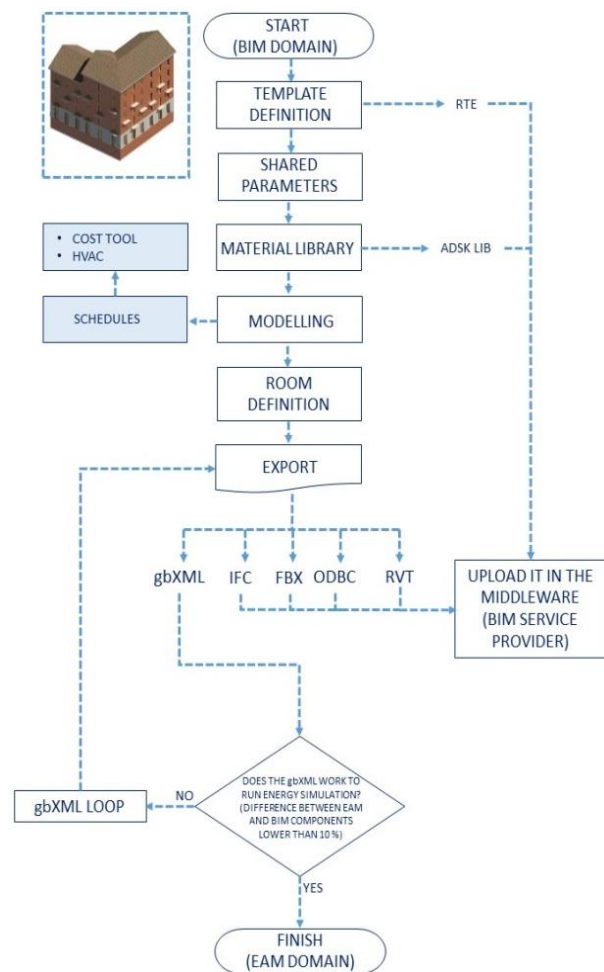 START
(BIM DOMAIN)
TEMPLATE
DEFINITION
RTE
SHARED
PARAMETERS
• COST TOOL
• HVAC
MATERIAL LIBRARY
ADSK LIB
SCHEDULES
MODELLING
ROOM
DEFINITION
EXPORT
gbXML IFC FBX ODBC RVT
UPLOAD IT IN THE
MIDDLEWARE
(BIM SERVICE
PROVIDER)
DOES THE gbXML WORK TO
RUN ENERGY SIMULATION?
(DIFFERENCE BETWEEN EAM
AND BIM COMPONENTS
LOWER THAN 10 %)
NO
gbXML LOOP
YES
FINISH
(EAM DOMAIN)